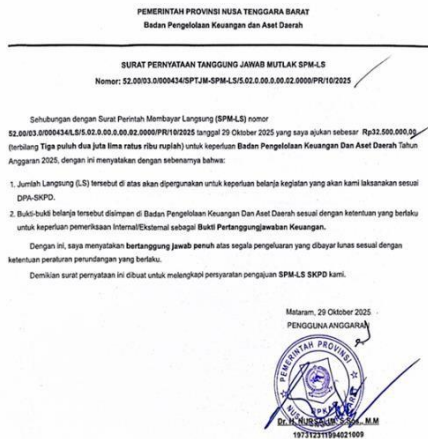 PEMERINTAH PROVINSI NUSA TENGGARA BARAT
Badan Pengelolaan Keuangan dan Aset Daerah
SURAT PERNYATAAN TANGGUNG JAWAB MUTLAK SPM-LS
Nomor: 52.00/03.0/000434/SPTJM-SPM-LS/5.02.0.00.0.00.02.0000/PR/10/2025
Sehubungan dengan Surat Perintah Membayar Langsung (SPM-LS) nomor
52.00/03.0/000434/LS/5.02.0.00.0.00.02.0000/PR/10/2025 tanggal 29 Oktober 2025 yang saya ajukan sebesar Rp32.500.000,00
(terbilang Tiga puluh dua juta lima ratus ribu rupiah) untuk keperluan Badan Pengelolaan Keuangan Dan Aset Daerah Tahun
Anggaran 2025, dengan ini menyatakan dengan sebenarnya bahwa:
1. Jumlah Langsung (LS) tersebut di atas akan dipergunakan untuk keperluan belanja kegiatan yang akan kami laksanakan sesuai
DPA-SKPD.
2. Bukti-bukti belanja tersebut disimpan di Badan Pengelolaan Keuangan Dan Aset Daerah sesuai dengan ketentuan yang berlaku
untuk keperluan pemeriksaan Internal/Eksternal sebagai Bukti Pertanggungjawaban Keuangan.
Dengan ini, saya menyatakan bertanggung jawab penuh atas segala pengeluaran yang dibayar lunas sesuai dengan
ketentuan peraturan perundangan yang berlaku.
Demikian surat pernyataan ini dibuat untuk melengkapi persyaratan pengajuan SPM-LS SKPD kami.
Mataram, 29 Oktober 2025
PENGGUNA ANGGARAN
PEMERINTAH PROVINSI
NUSA TENGGARA BARAT
BPKAD
Dr. H. NURSALIM, S.Sos., M.M
197312311994021009